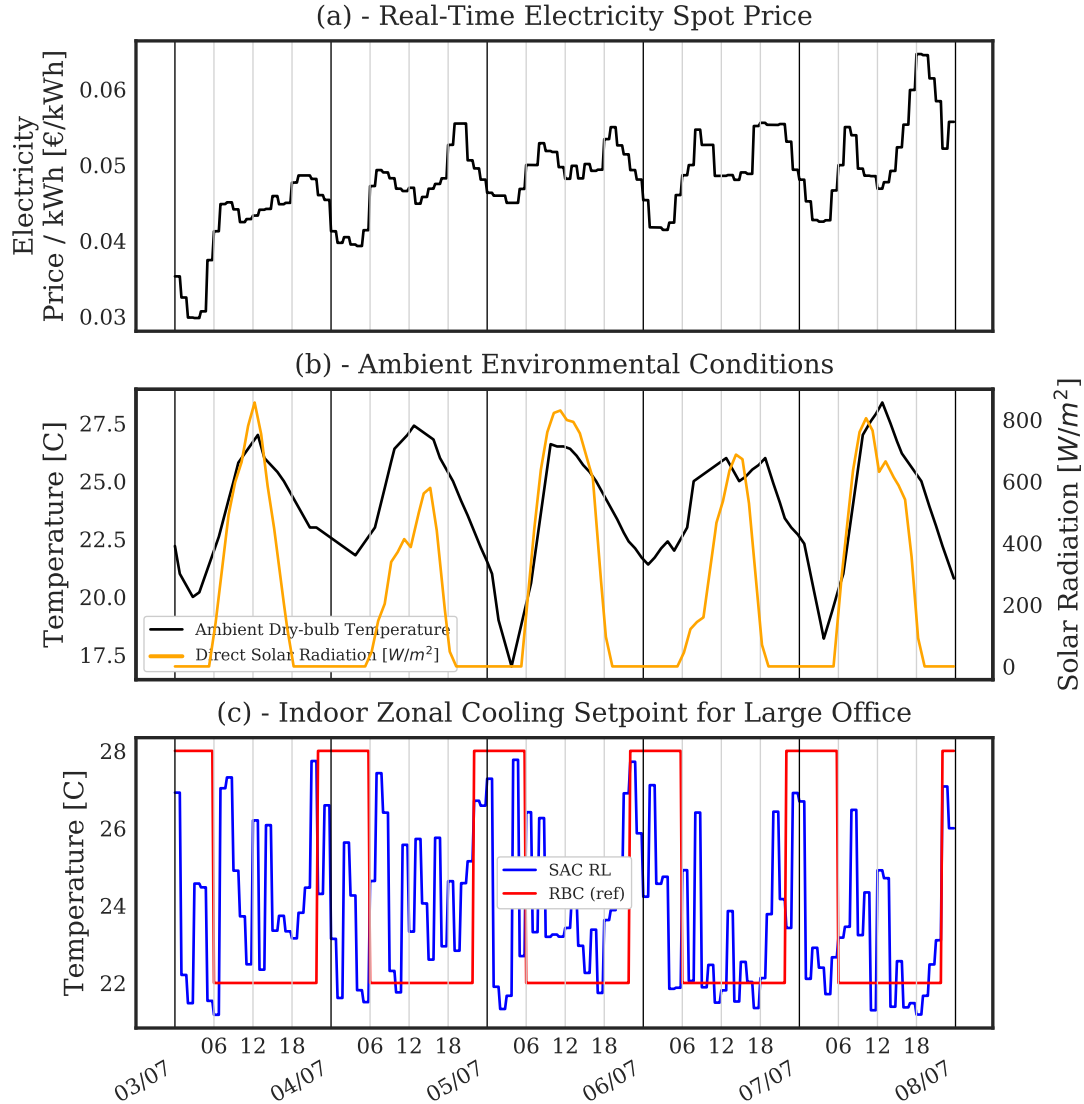 (a) - Real-Time Electricity Spot Price
Electricity
Price / kWh [€/kWh]
0.06
0.05
0.04
0.03
(b) - Ambient Environmental Conditions
Temperature [C]
27.5
25.0
22.5
20.0
17.5
Ambient Dry-bulb Temperature
Direct Solar Radiation [W/m²]
800
600
400
200
0
Solar Radiation [W/m²]
(c) - Indoor Zonal Cooling Setpoint for Large Office
Temperature [C]
28
26
24
22
SAC RL
RBC (ref)
06 12 18 06 12 18 06 12 18 06 12 18 06 12 18
03/07 04/07 05/07 06/07 07/07 08/07